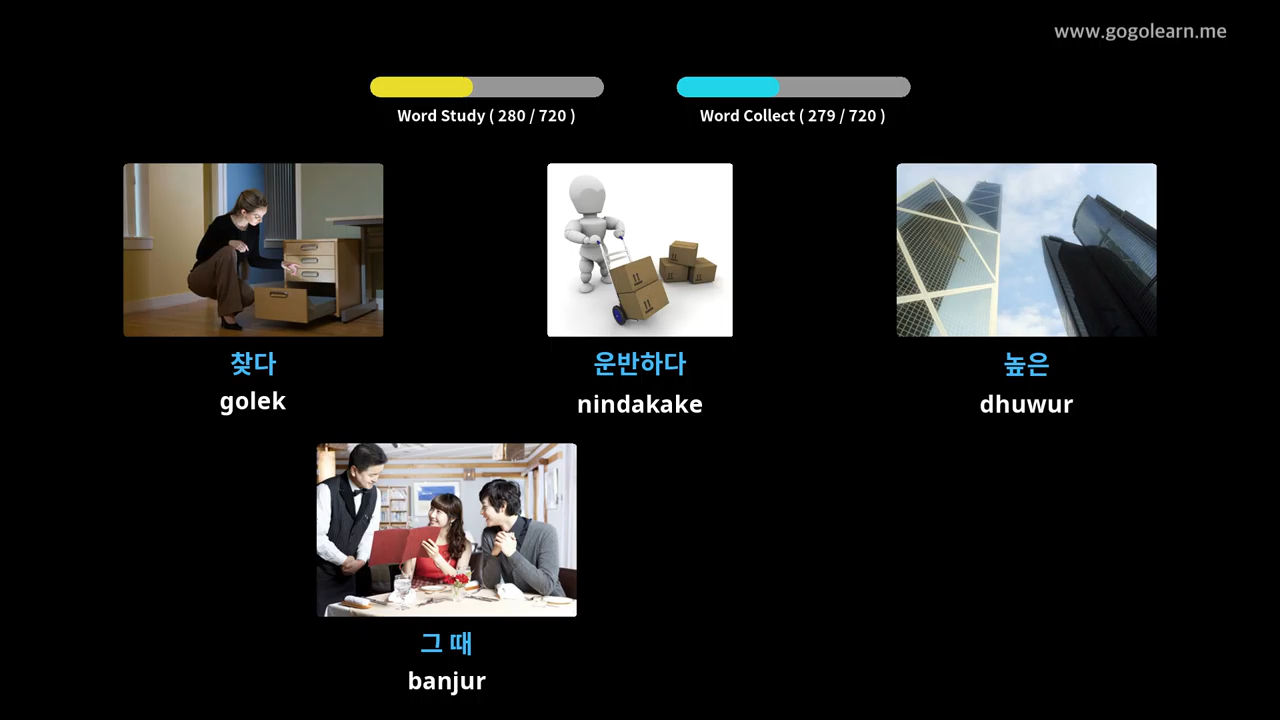 www.gogolearn.me
Word Study ( 280 / 720 )
Word Collect ( 279 / 720 )
찾다
golek
운반하다
nindakake
높은
dhuwur
그 때
banjur